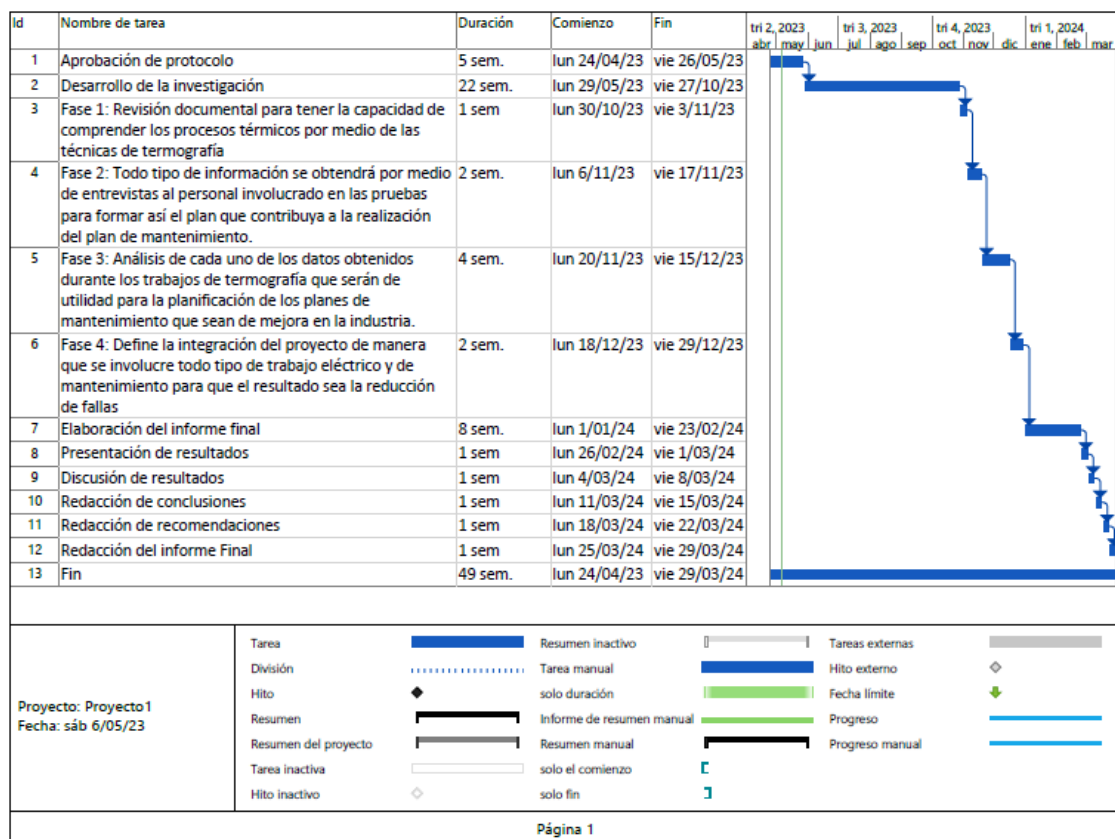 Id Nombre de tarea Duración Comienzo Fin
tri 2, 2023 tri 3, 2023 tri 4, 2023 tri 1, 2024
abr may jun jul ago sep oct nov dic ene feb mar
1 Aprobación de protocolo 5 sem. lun 24/04/23 vie 26/05/23
2 Desarrollo de la investigación 22 sem. lun 29/05/23 vie 27/10/23
3 Fase 1: Revisión documental para tener la capacidad de 1 sem lun 30/10/23 vie 3/11/23
comprender los procesos térmicos por medio de las
técnicas de termografía
4 Fase 2: Todo tipo de información se obtendrá por medio 2 sem. lun 6/11/23 vie 17/11/23
de entrevistas al personal involucrado en las pruebas
para formar así el plan que contribuya a la realización
del plan de mantenimiento.
5 Fase 3: Análisis de cada uno de los datos obtenidos 4 sem. lun 20/11/23 vie 15/12/23
durante los trabajos de termografía que serán de
utilidad para la planificación de los planes de
mantenimiento que sean de mejora en la industria.
6 Fase 4: Define la integración del proyecto de manera 2 sem. lun 18/12/23 vie 29/12/23
que se involucre todo tipo de trabajo eléctrico y de
mantenimiento para que el resultado sea la reducción
de fallas
7 Elaboración del informe final 8 sem. lun 1/01/24 vie 23/02/24
8 Presentación de resultados 1 sem lun 26/02/24 vie 1/03/24
9 Discusión de resultados 1 sem lun 4/03/24 vie 8/03/24
10 Redacción de conclusiones 1 sem lun 11/03/24 vie 15/03/24
11 Redacción de recomendaciones 1 sem lun 18/03/24 vie 22/03/24
12 Redacción del informe Final 1 sem lun 25/03/24 vie 29/03/24
13 Fin 49 sem. lun 24/04/23 vie 29/03/24
Proyecto: Proyecto1
Fecha: sáb 6/05/23
Tarea Resumen inactivo Tareas externas
División Tarea manual Hito externo
Hito solo duración Fecha límite
Resumen Informe de resumen manual Progreso
Resumen del proyecto Resumen manual Progreso manual
Tarea inactiva solo el comienzo
Hito inactivo solo fin
Página 1